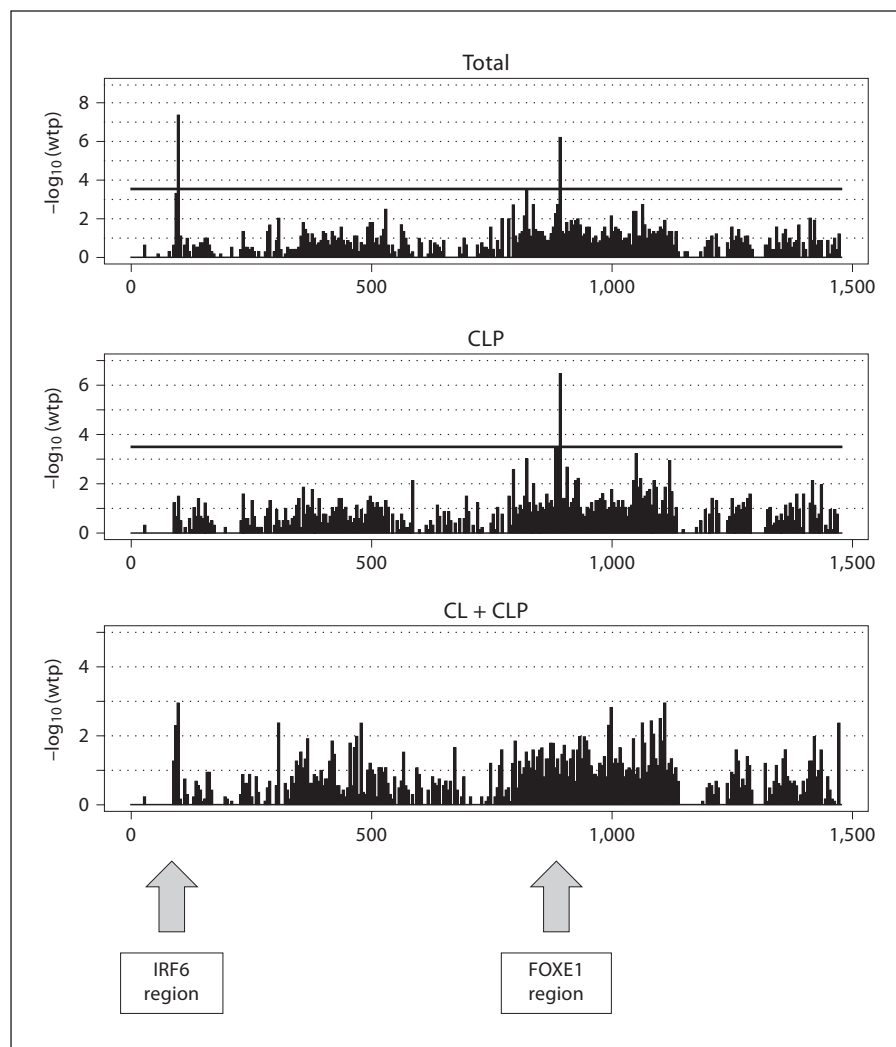 Total
–log10 (wtp)
8
6
4
2
0
0 500 1,000 1,500
CLP
–log10 (wtp)
6
4
2
0
0 500 1,000 1,500
CL + CLP
–log10 (wtp)
4
2
0
0 500 1,000 1,500
IRF6
region
FOXE1
region